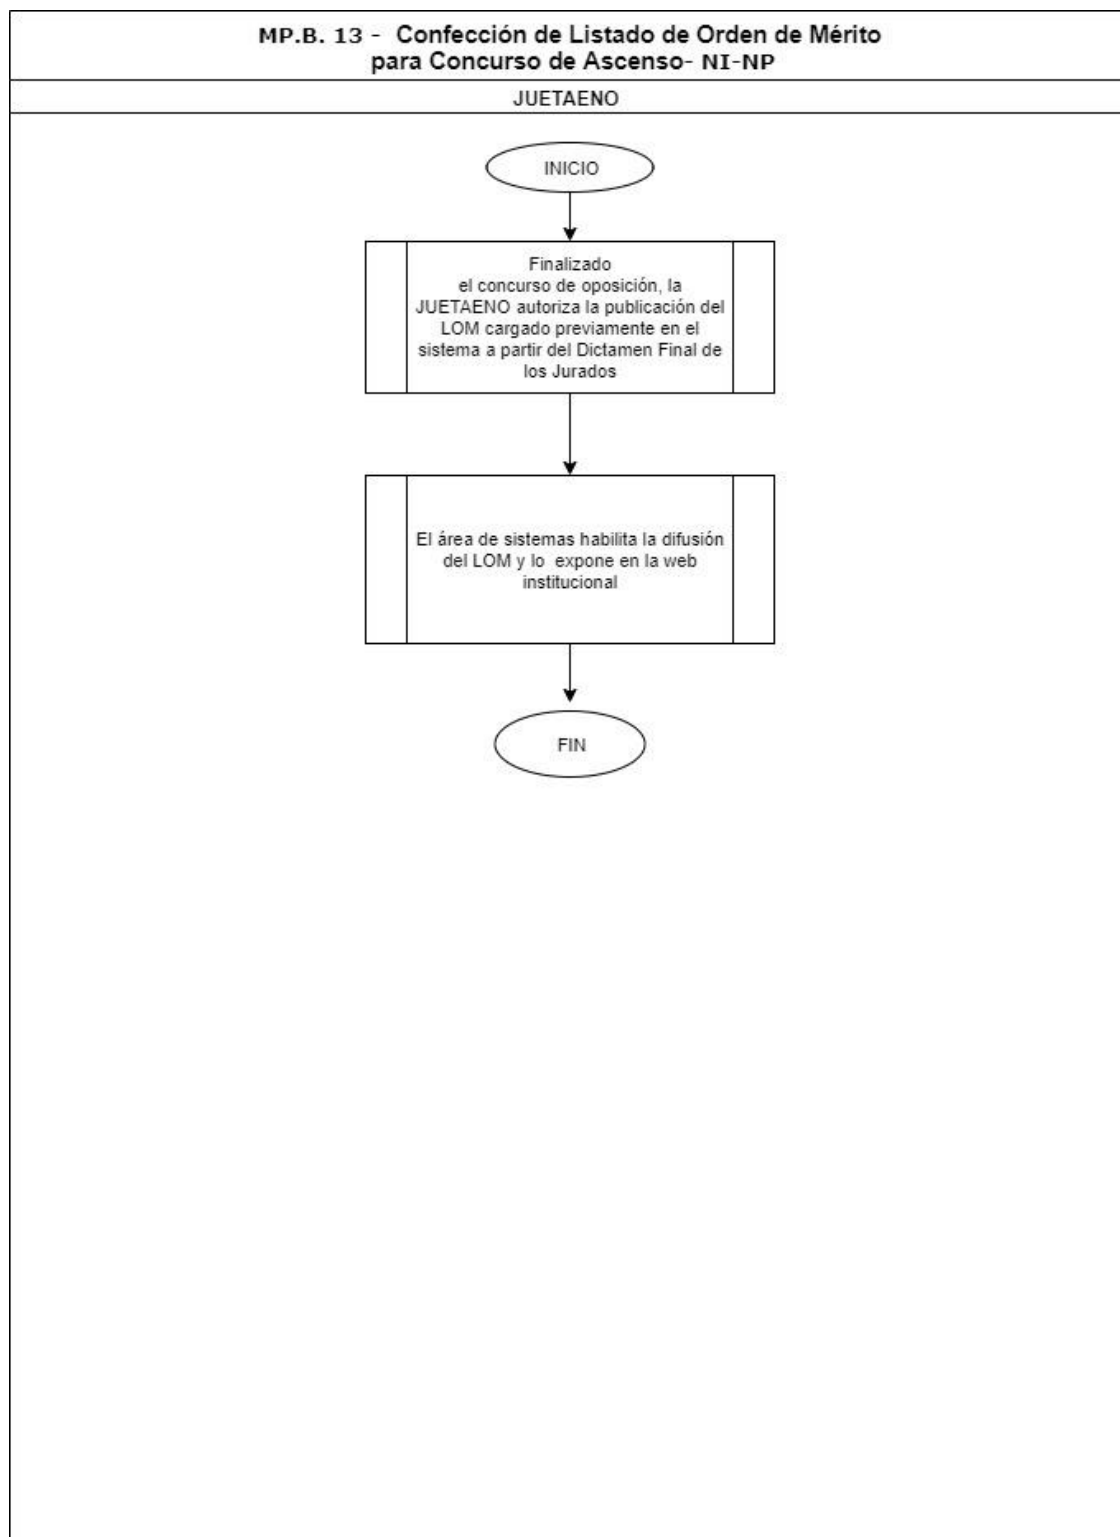 MP.B. 13 - Confección de Listado de Orden de Mérito
para Concurso de Ascenso- NI-NP
JUETAENO
INICIO
Finalizado
el concurso de oposición, la
JUETAENO autoriza la publicación del
LOM cargado previamente en el
sistema a partir del Dictamen Final de
los Jurados
El área de sistemas habilita la difusión
del LOM y lo expone en la web
institucional
FIN